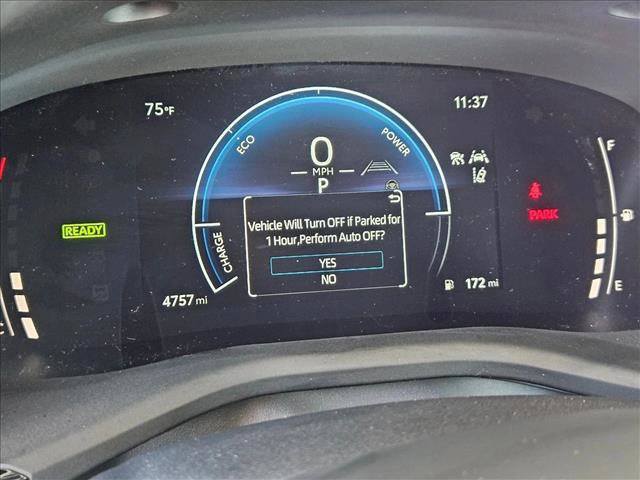 75°F
11:37
ECO
POWER
0
MPH
P
READY
PARK
F
CHARGE
Vehicle Will Turn OFF if Parked for
1 Hour,Perform Auto OFF?
YES
NO
4757 mi
172 mi
E